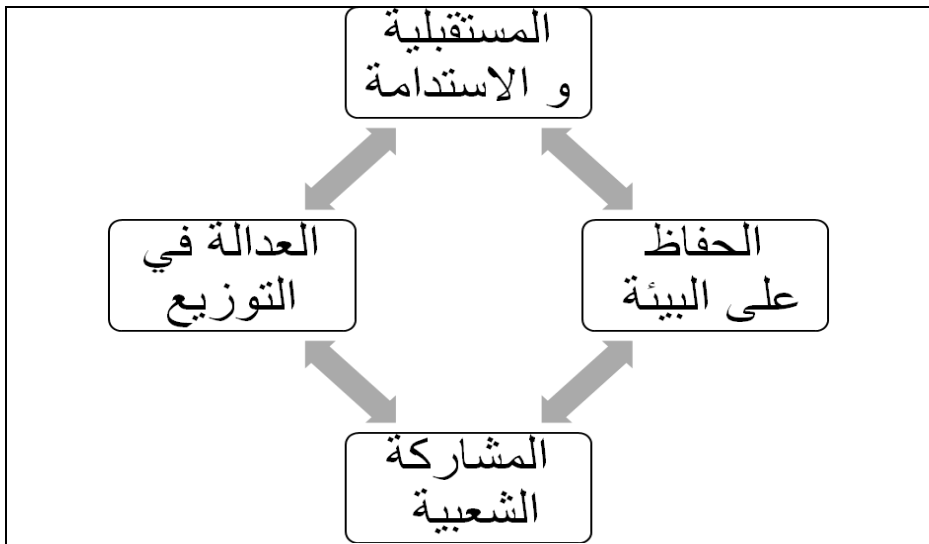 المستقبلية
و الاستدامة
العدالة في
التوزيع
الحفاظ
على البيئة
المشاركة
الشعبية